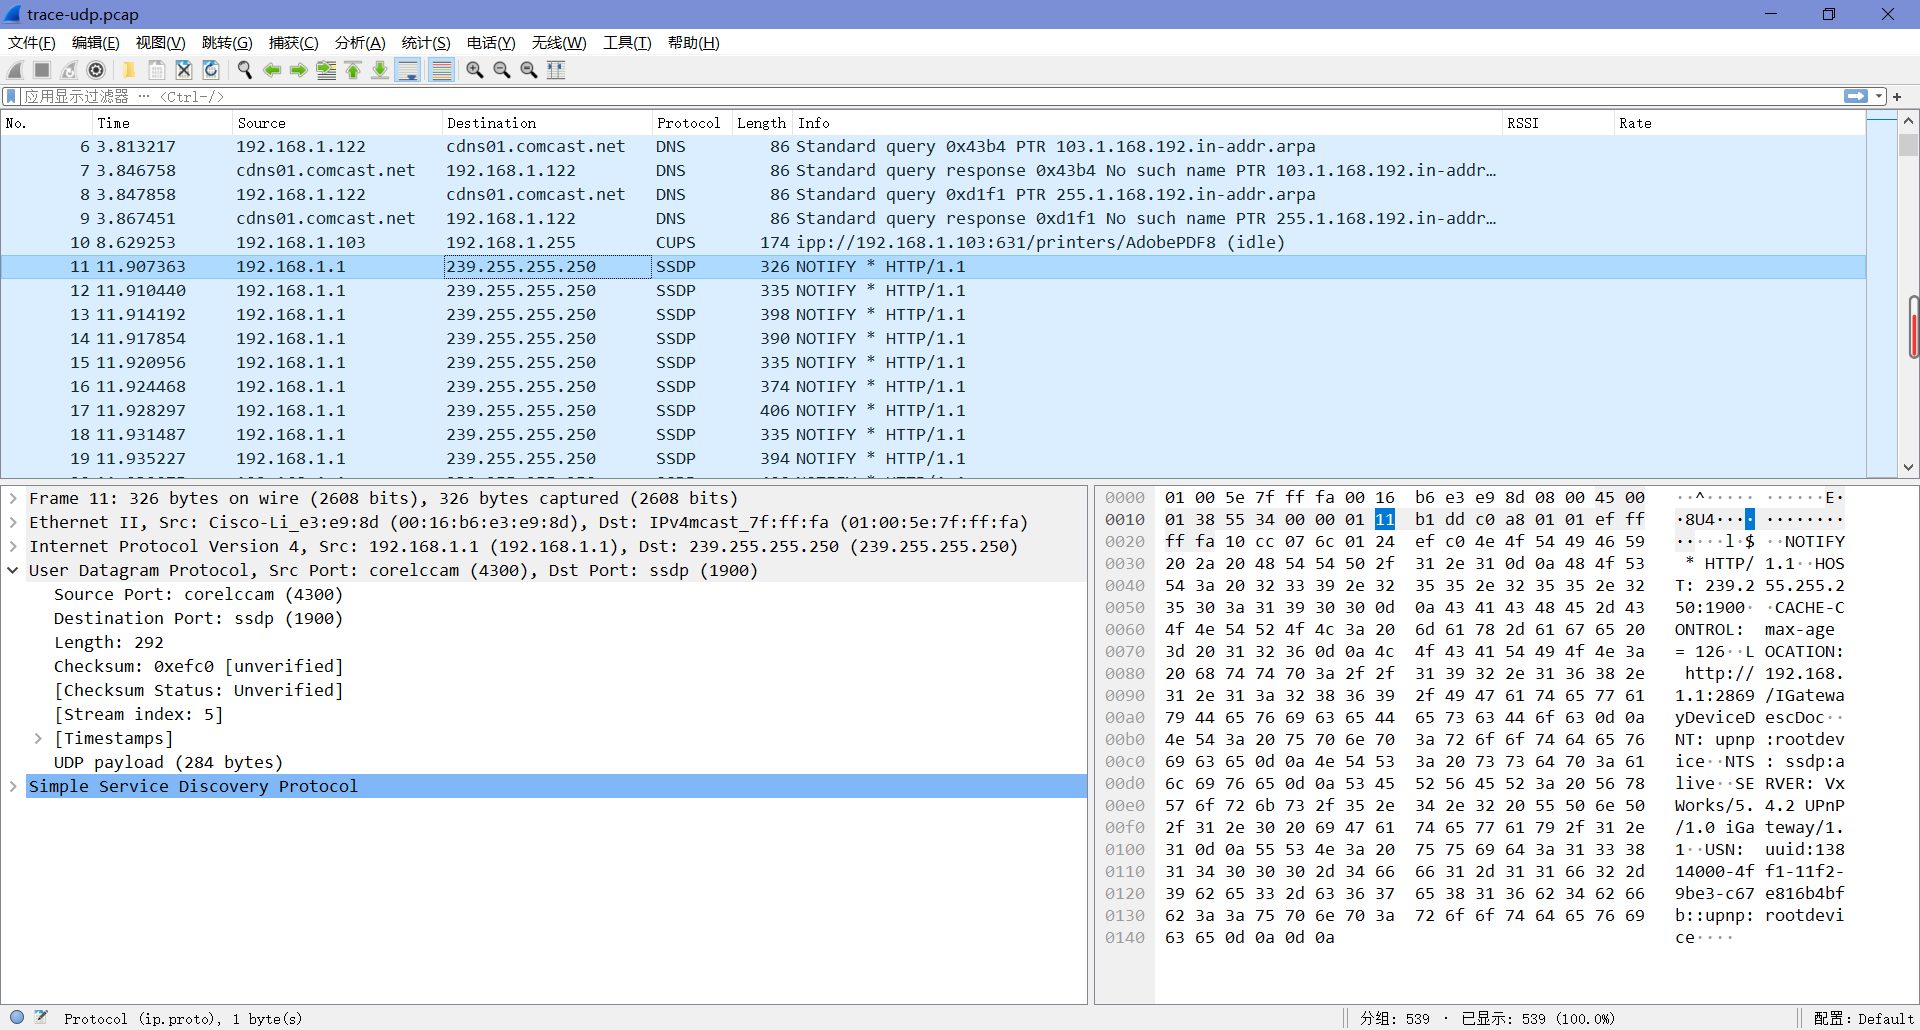 trace-udp.pcap
文件(F) 编辑(E) 视图(V) 跳转(G) 捕获(C) 分析(A) 统计(S) 电话(Y) 无线(W) 工具(T) 帮助(H)
应用显示过滤器 … <Ctrl-/>
No. Time Source Destination Protocol Length Info RSSI Rate
6 3.813217 192.168.1.122 cdns01.comcast.net DNS 86 Standard query 0x43b4 PTR 103.1.168.192.in-addr.arpa
7 3.846758 cdns01.comcast.net 192.168.1.122 DNS 86 Standard query response 0x43b4 No such name PTR 103.1.168.192.in-addr…
8 3.847858 192.168.1.122 cdns01.comcast.net DNS 86 Standard query 0xd1f1 PTR 255.1.168.192.in-addr.arpa
9 3.867451 cdns01.comcast.net 192.168.1.122 DNS 86 Standard query response 0xd1f1 No such name PTR 255.1.168.192.in-addr…
10 8.629253 192.168.1.103 192.168.1.255 CUPS 174 ipp://192.168.1.103:631/printers/AdobePDF8 (idle)
11 11.907363 192.168.1.1 239.255.255.250 SSDP 326 NOTIFY * HTTP/1.1
12 11.910440 192.168.1.1 239.255.255.250 SSDP 335 NOTIFY * HTTP/1.1
13 11.914192 192.168.1.1 239.255.255.250 SSDP 398 NOTIFY * HTTP/1.1
14 11.917854 192.168.1.1 239.255.255.250 SSDP 390 NOTIFY * HTTP/1.1
15 11.920956 192.168.1.1 239.255.255.250 SSDP 335 NOTIFY * HTTP/1.1
16 11.924468 192.168.1.1 239.255.255.250 SSDP 374 NOTIFY * HTTP/1.1
17 11.928297 192.168.1.1 239.255.255.250 SSDP 406 NOTIFY * HTTP/1.1
18 11.931487 192.168.1.1 239.255.255.250 SSDP 335 NOTIFY * HTTP/1.1
19 11.935227 192.168.1.1 239.255.255.250 SSDP 394 NOTIFY * HTTP/1.1
Frame 11: 326 bytes on wire (2608 bits), 326 bytes captured (2608 bits)
Ethernet II, Src: Cisco-Li_e3:e9:8d (00:16:b6:e3:e9:8d), Dst: IPv4mcast_7f:ff:fa (01:00:5e:7f:ff:fa)
Internet Protocol Version 4, Src: 192.168.1.1 (192.168.1.1), Dst: 239.255.255.250 (239.255.255.250)
User Datagram Protocol, Src Port: corelccam (4300), Dst Port: ssdp (1900)
Source Port: corelccam (4300)
Destination Port: ssdp (1900)
Length: 292
Checksum: 0xefc0 [unverified]
[Checksum Status: Unverified]
[Stream index: 5]
[Timestamps]
UDP payload (284 bytes)
Simple Service Discovery Protocol
0000 01 00 5e 7f ff fa 00 16 b6 e3 e9 8d 08 00 45 00 ··^····· ······E·
0010 01 38 55 34 00 00 01 11 b1 dd c0 a8 01 01 ef ff ·8U4···· ········
0020 ff fa 10 cc 07 6c 01 24 ef c0 4e 4f 54 49 46 59 ·····l·$ ··NOTIFY
0030 20 2a 20 48 54 54 50 2f 31 2e 31 0d 0a 48 4f 53 * HTTP/ 1.1··HOS
0040 54 3a 20 32 33 39 2e 32 35 35 2e 32 35 35 2e 32 T: 239.2 55.255.2
0050 35 30 3a 31 39 30 30 0d 0a 43 41 43 48 45 2d 43 50:1900· ·CACHE-C
0060 4f 4e 54 52 4f 4c 3a 20 6d 61 78 2d 61 67 65 20 ONTROL: max-age
0070 3d 20 31 32 36 0d 0a 4c 4f 43 41 54 49 4f 4e 3a = 126··L OCATION:
0080 20 68 74 74 70 3a 2f 2f 31 39 32 2e 31 36 38 2e http:// 192.168.
0090 31 2e 31 3a 32 38 36 39 2f 49 47 61 74 65 77 61 1.1:2869 /IGatewa
00a0 79 44 65 76 69 63 65 44 65 73 63 44 6f 63 0d 0a yDeviceD escDoc··
00b0 4e 54 3a 20 75 70 6e 70 3a 72 6f 6f 74 64 65 76 NT: upnp :rootdev
00c0 69 63 65 0d 0a 4e 54 53 3a 20 73 73 64 70 3a 61 ice··NTS : ssdp:a
00d0 6c 69 76 65 0d 0a 53 45 52 56 45 52 3a 20 56 78 live··SE RVER: Vx
00e0 57 6f 72 6b 73 2f 35 2e 34 2e 32 20 55 50 6e 50 Works/5. 4.2 UPnP
00f0 2f 31 2e 30 20 69 47 61 74 65 77 61 79 2f 31 2e /1.0 iGa teway/1.
0100 31 0d 0a 55 53 4e 3a 20 75 75 69 64 3a 31 33 38 1··USN: uuid:138
0110 31 34 30 30 30 2d 34 66 66 31 2d 31 31 66 32 2d 14000-4f f1-11f2-
0120 39 62 65 33 2d 63 36 37 65 38 31 36 62 34 62 66 9be3-c67 e816b4bf
0130 62 3a 3a 75 70 6e 70 3a 72 6f 6f 74 64 65 76 69 b::upnp: rootdevi
0140 63 65 0d 0a 0d 0a ce····
Protocol (ip.proto), 1 byte(s) 分组: 539 · 已显示: 539 (100.0%) 配置: Default